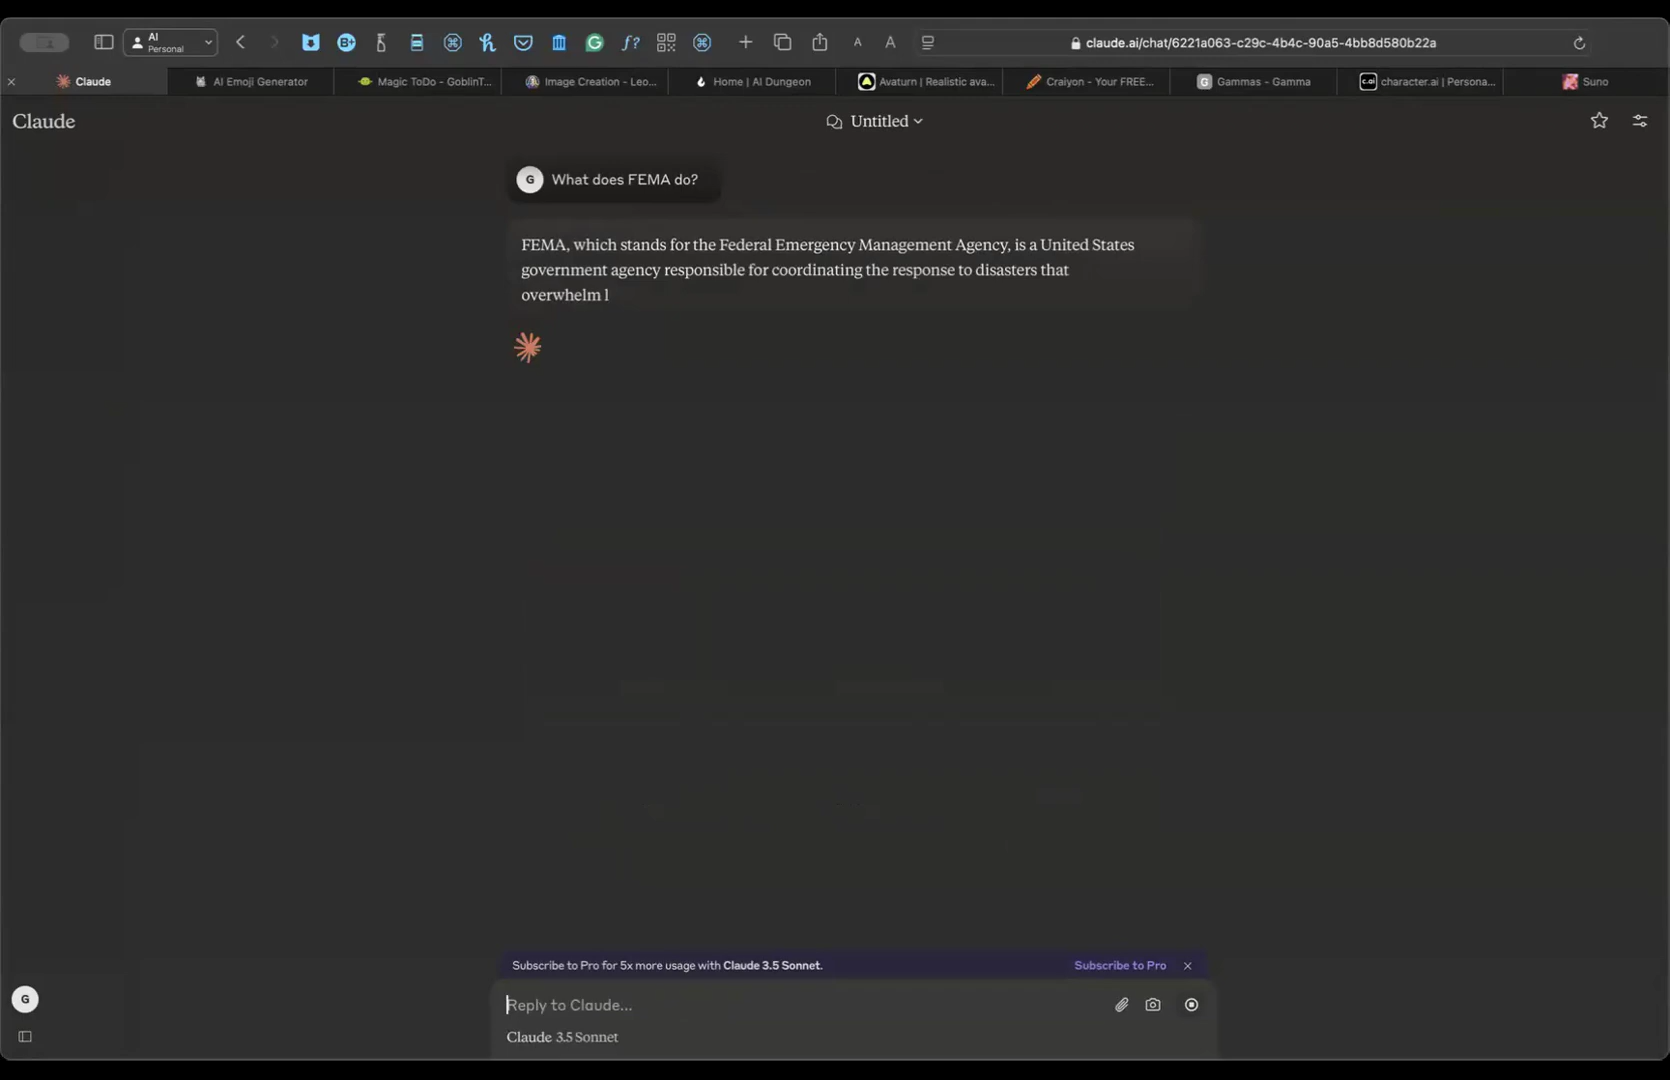 AI
Personal
claude.ai/chat/6221a063-c29c-4b4c-90a5-4bb8d580b22a
Claude
AI Emoji Generator
Magic ToDo - GoblinT...
Image Creation - Leo...
Home | AI Dungeon
Avaturn | Realistic ava...
Craiyon - Your FREE...
Gammas - Gamma
c.ai
character.ai | Persona...
Suno
Claude
Untitled
G What does FEMA do?
FEMA, which stands for the Federal Emergency Management Agency, is a United States
government agency responsible for coordinating the response to disasters that
overwhelm l
Subscribe to Pro for 5x more usage with Claude 3.5 Sonnet.
Subscribe to Pro
G
Reply to Claude...
Claude 3.5 Sonnet